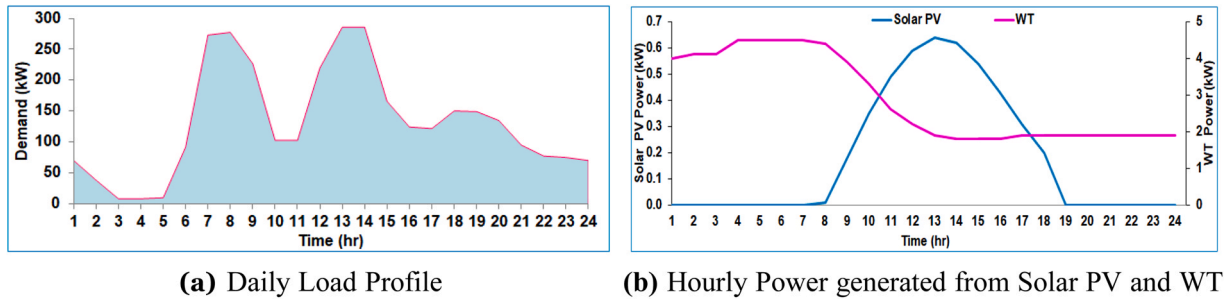 300
250
200
150
100
50
0
Demand (kW)
1 2 3 4 5 6 7 8 9 10 11 12 13 14 15 16 17 18 19 20 21 22 23 24
Time (hr)
(a) Daily Load Profile
Solar PV WT
0.7
0.6
0.5
0.4
0.3
0.2
0.1
0.0
Solar PV Power (kW)
5
4
3
2
1
0
WT Power (kW)
1 2 3 4 5 6 7 8 9 10 11 12 13 14 15 16 17 18 19 20 21 22 23 24
Time (hr)
(b) Hourly Power generated from Solar PV and WT